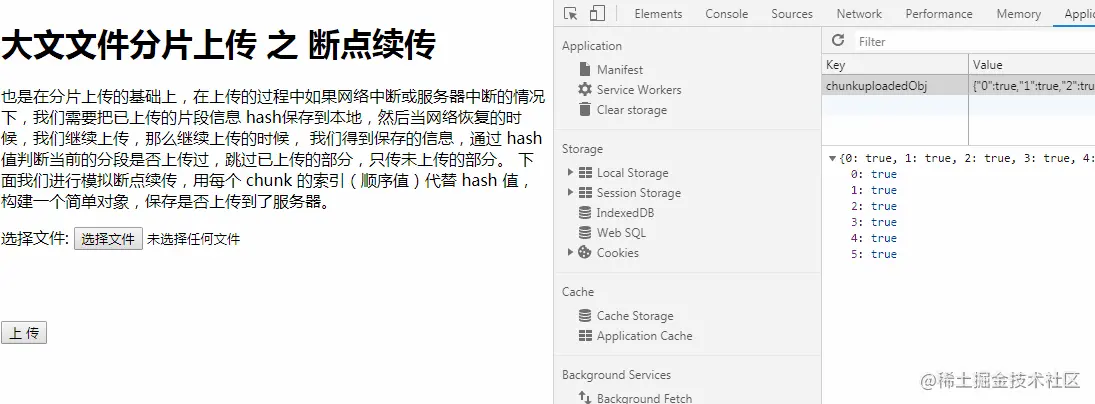 大文文件分片上传 之 断点续传
也是在分片上传的基础上，在上传的过程中如果网络中断或服务器中断的情况
下，我们需要把已上传的片段信息 hash保存到本地，然后当网络恢复的时
候，我们继续上传，那么继续上传的时候， 我们得到保存的信息，通过 hash
值判断当前的分段是否上传过，跳过已上传的部分，只传未上传的部分。 下
面我们进行模拟断点续传，用每个 chunk 的索引（顺序值）代替 hash 值，
构建一个简单对象，保存是否上传到了服务器。
选择文件: 选择文件 未选择任何文件
上 传
Elements Console Sources Network Performance Memory Applic
Application
Manifest
Service Workers
Clear storage
Storage
Local Storage
Session Storage
IndexedDB
Web SQL
Cookies
Cache
Cache Storage
Application Cache
Background Services
Background Fetch
Filter
Key Value
chunkuploadedObj {"0":true,"1":true,"2":tru
{0: true, 1: true, 2: true, 3: true, 4:
0: true
1: true
2: true
3: true
4: true
5: true
@稀土掘金技术社区